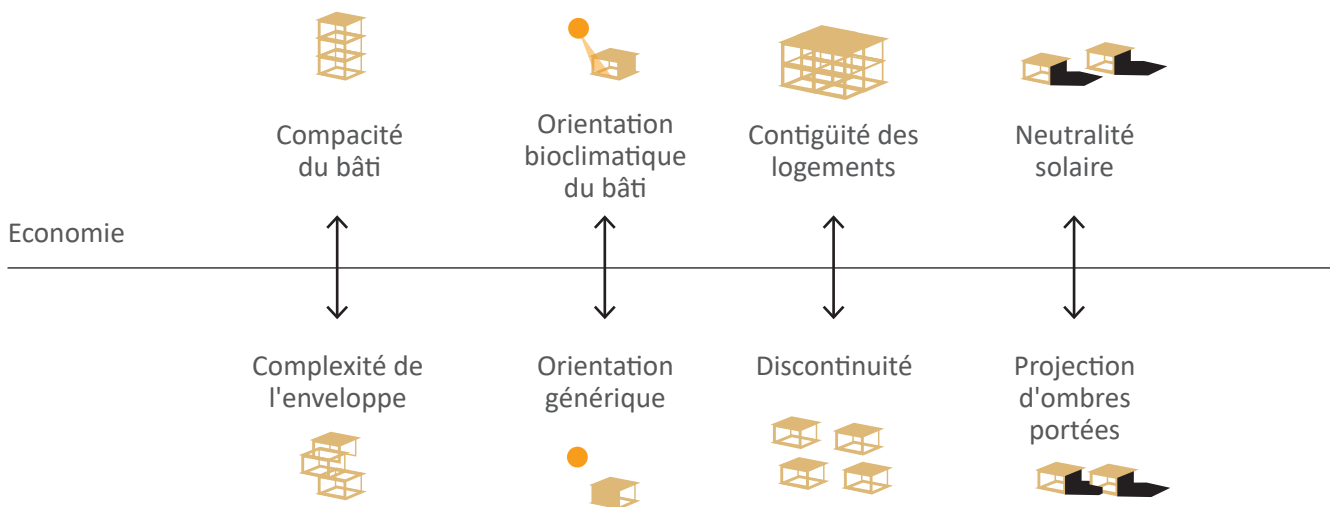 Compacité
du bâti
Orientation
bioclimatique
du bâti
Contigüité des
logements
Neutralité
solaire
Economie
Complexité de
l'enveloppe
Orientation
générique
Discontinuité
Projection
d'ombres
portées